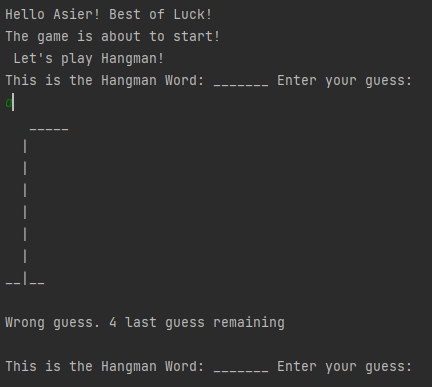 Hello Asier! Best of Luck!
The game is about to start!
 Let's play Hangman!
This is the Hangman Word: _______ Enter your guess:
a
   _____
  |
  |
  |
  |
  |
  |
__|__
Wrong guess. 4 last guess remaining
This is the Hangman Word: _______ Enter your guess: